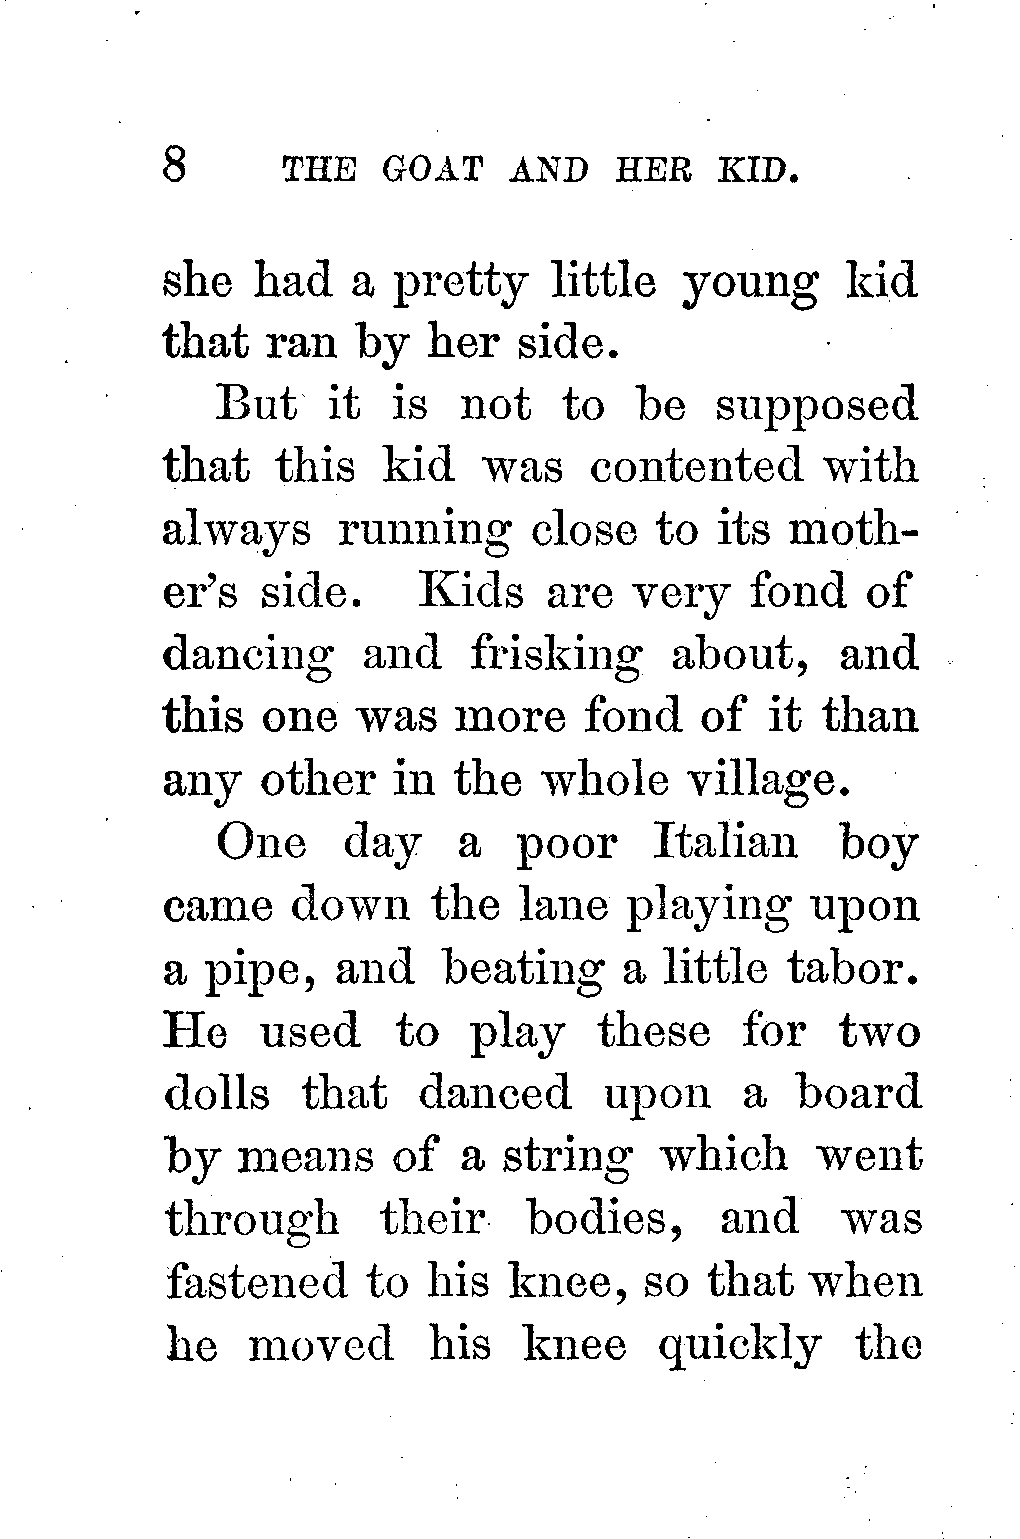 8 THE GOAT AND HER KID.
she had a pretty little young kid
that ran by her side.
But it is not to be supposed
that this kid was contented with
always running close to its moth-
er's side. Kids are very fond of
dancing and frisking about, and
this one was more fond of it than
any other in the whole village.
One day a poor Italian boy
came down the lane playing upon
a pipe, and beating a little tabor.
He used to play these for two
dolls that danced upon a board
by means of a string which went
through their bodies, and was
fastened to his knee, so that when
he moved his knee quickly the